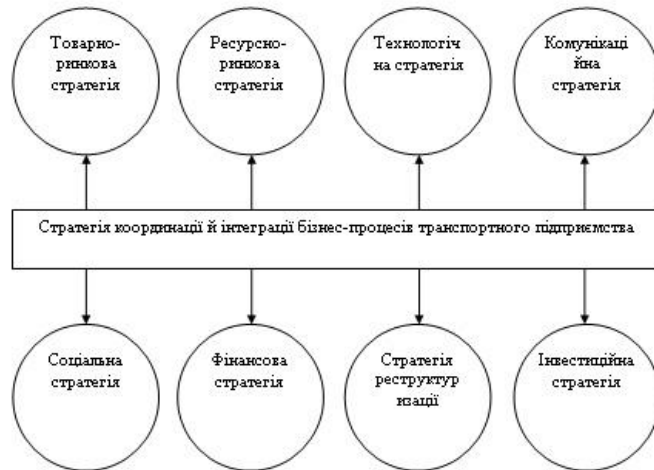 Товарно-
ринкова
стратегія
Ресурсно-
ринкова
стратегія
Технологіч
на стратегія
Комунікаці
йна
стратегія
Стратегія координації й інтеграції бізнес-процесів транспортного підприємства
Соціальна
стратегія
Фінансова
стратегія
Стратегія
реструктур
изації
Інвестиційна
стратегія